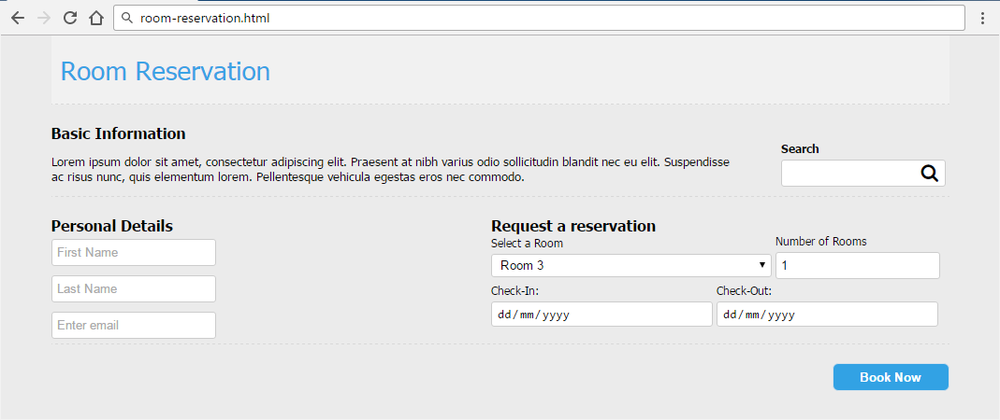 room-reservation.html
Room Reservation
Basic Information
Lorem ipsum dolor sit amet, consectetur adipiscing elit. Praesent at nibh varius odio sollicitudin blandit nec eu elit. Suspendisse
ac risus nunc, quis elementum lorem. Pellentesque vehicula egestas eros nec commodo.
Search
Personal Details
First Name
Last Name
Enter email
Request a reservation
Select a Room
Room 3
Number of Rooms
1
Check-In:
dd/mm/yyyy
Check-Out:
dd/mm/yyyy
Book Now